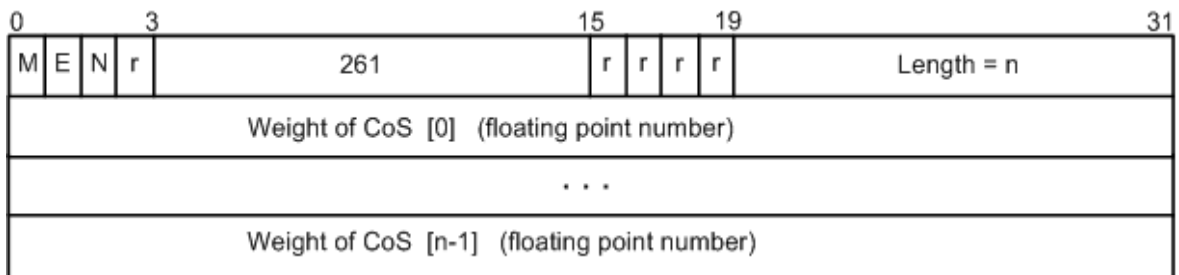 0 3 15 19 31
M E N r 261 r r r r Length = n
Weight of CoS [0] (floating point number)
. . .
Weight of CoS [n-1] (floating point number)